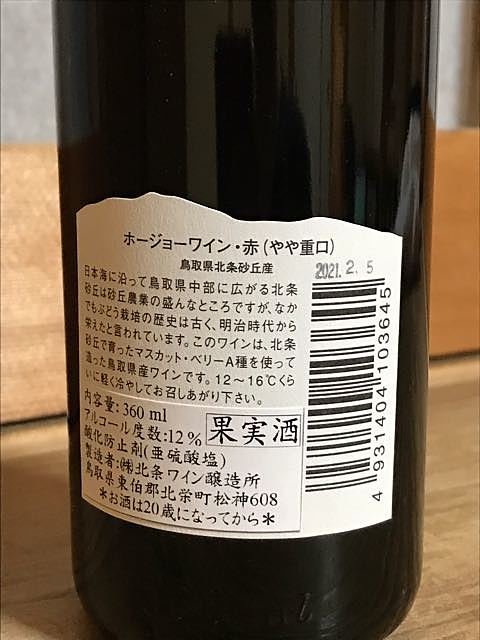 ホージョーワイン・赤(やや重口)
鳥取県北条砂丘産
2021. 2. 5
日本海に沿って鳥取県中部に広がる北条
砂丘は砂丘農業の盛んなところですが、なか
でもぶどう栽培の歴史は古く、明治時代から
栄えたと言われています。このワインは、北条
砂丘で育ったマスカット・ベリーA種を使って
造った鳥取県産ワインです。12〜16℃くら
いに軽く冷やしてお召しあがり下さい。
内容量:360 ml
アルコール度数:12%
果実酒
酸化防止剤(亜硫酸塩)
製造者:㈱北条ワイン醸造所
鳥取県東伯郡北栄町松神608
*お酒は20歳になってから*
4 931404 103645